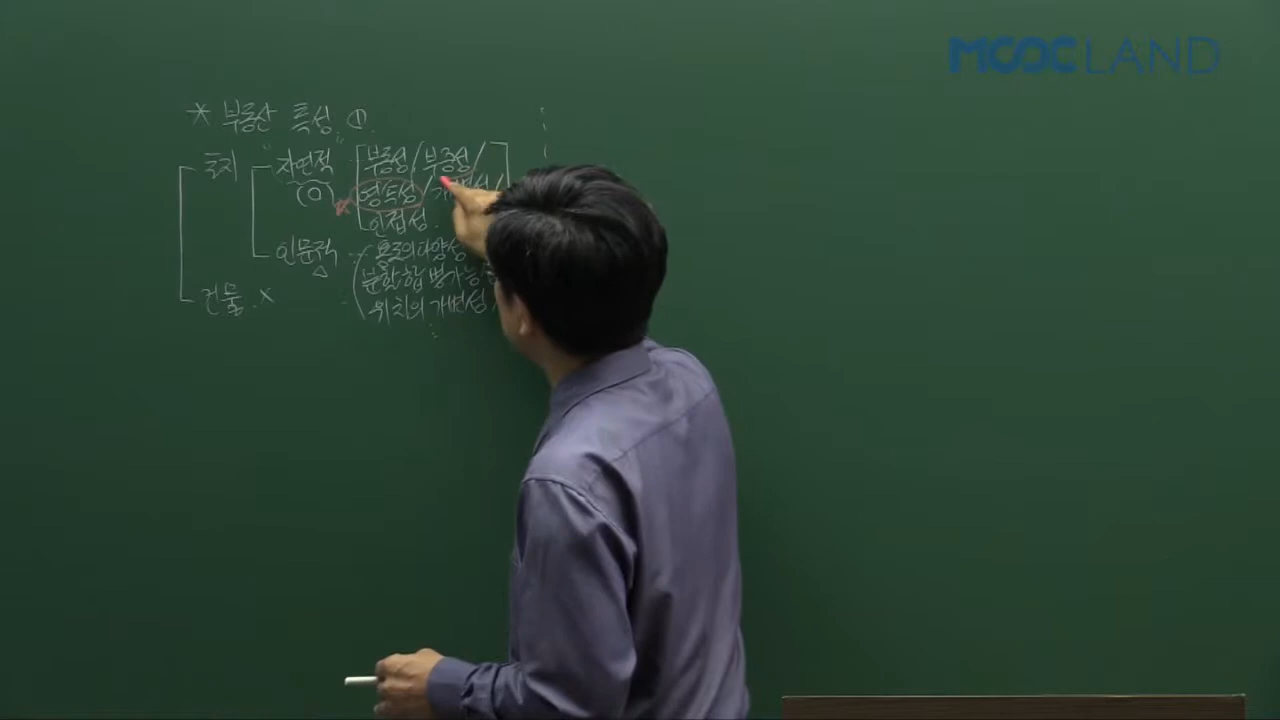 MOOCLAND
* 부동산 특성 ①.
토지 "자연적" 부동성/부증성/
(O) 영속성/개별성/
인접성.
인문적 용도의다양성
△ 분할합병가능
건물. X 위치의 가변성